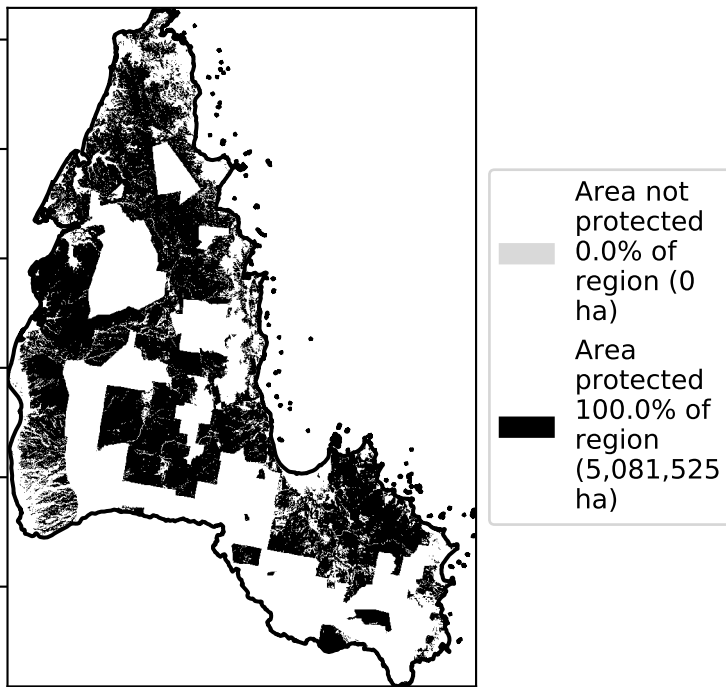 Area not
protected
0.0% of
region (0
ha)
Area
protected
100.0% of
region
(5,081,525
ha)